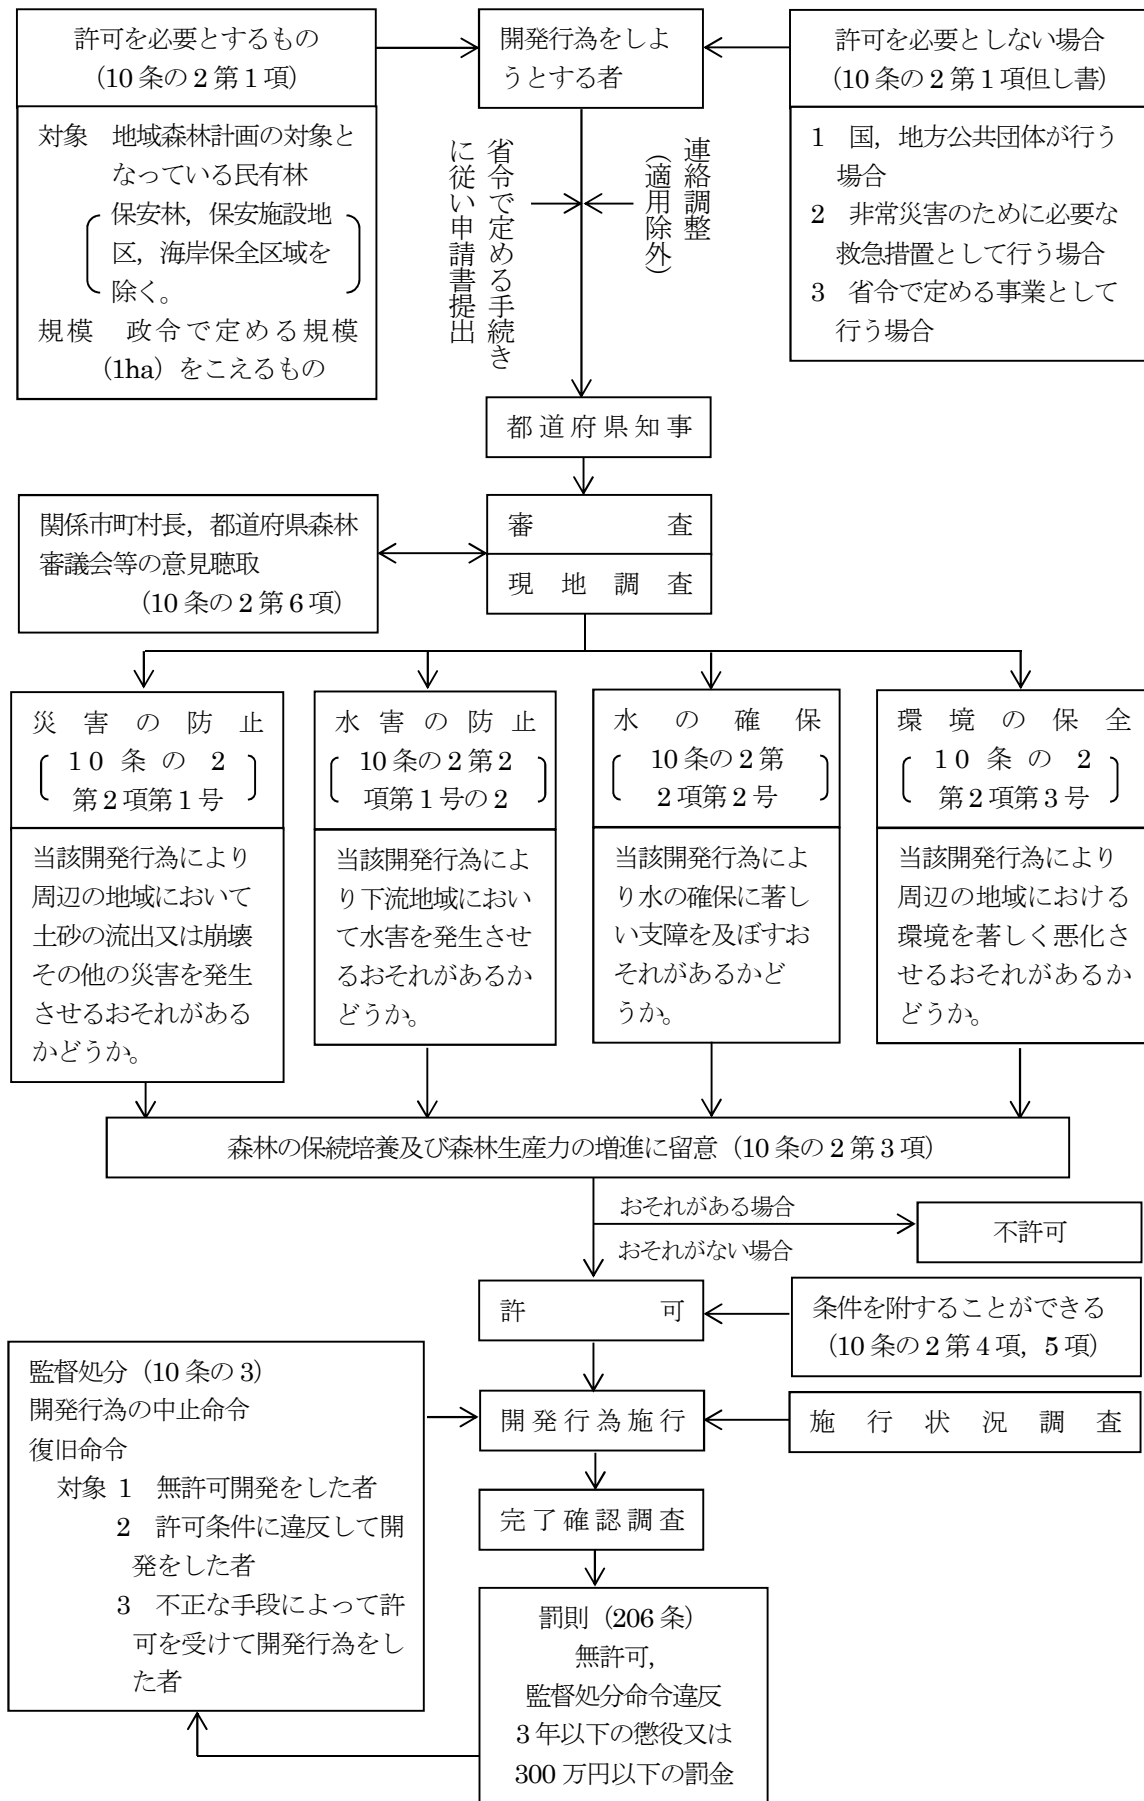 許可を必要とするもの
（10条の2第1項）
対象　地域森林計画の対象と
なっている民有林
保安林，保安施設地
区，海岸保全区域を
除く。
規模　政令で定める規模
（1ha）をこえるもの
開発行為をしよ
うとする者
許可を必要としない場合
（10条の2第1項但し書）
1　国，地方公共団体が行う
場合
2　非常災害のために必要な
救急措置として行う場合
3　省令で定める事業として
行う場合
省令で定める手続き
に従い申請書提出
連絡調整
（適用除外）
都道府県知事
審査
現地調査
関係市町村長，都道府県森林
審議会等の意見聴取
（10条の2第6項）
災害の防止
10条の2
第2項第1号
当該開発行為により
周辺の地域において
土砂の流出又は崩壊
その他の災害を発生
させるおそれがある
かどうか。
水害の防止
10条の2第2
項第1号の2
当該開発行為によ
り下流地域におい
て水害を発生させ
るおそれがあるか
どうか。
水の確保
10条の2第
2項第2号
当該開発行為によ
り水の確保に著し
い支障を及ぼすお
それがあるかど
うか。
環境の保全
10条の2
第2項第3号
当該開発行為により
周辺の地域における
環境を著しく悪化さ
せるおそれがあるか
どうか。
森林の保続培養及び森林生産力の増進に留意（10条の2第3項）
おそれがある場合
不許可
おそれがない場合
許可
条件を附することができる
（10条の2第4項，5項）
監督処分（10条の3）
開発行為の中止命令
復旧命令
対象 1　無許可開発をした者
2　許可条件に違反して開
発をした者
3　不正な手段によって許
可を受けて開発行為をし
た者
開発行為施行
施行状況調査
完了確認調査
罰則（206条）
無許可，
監督処分命令違反
3年以下の懲役又は
300万円以下の罰金